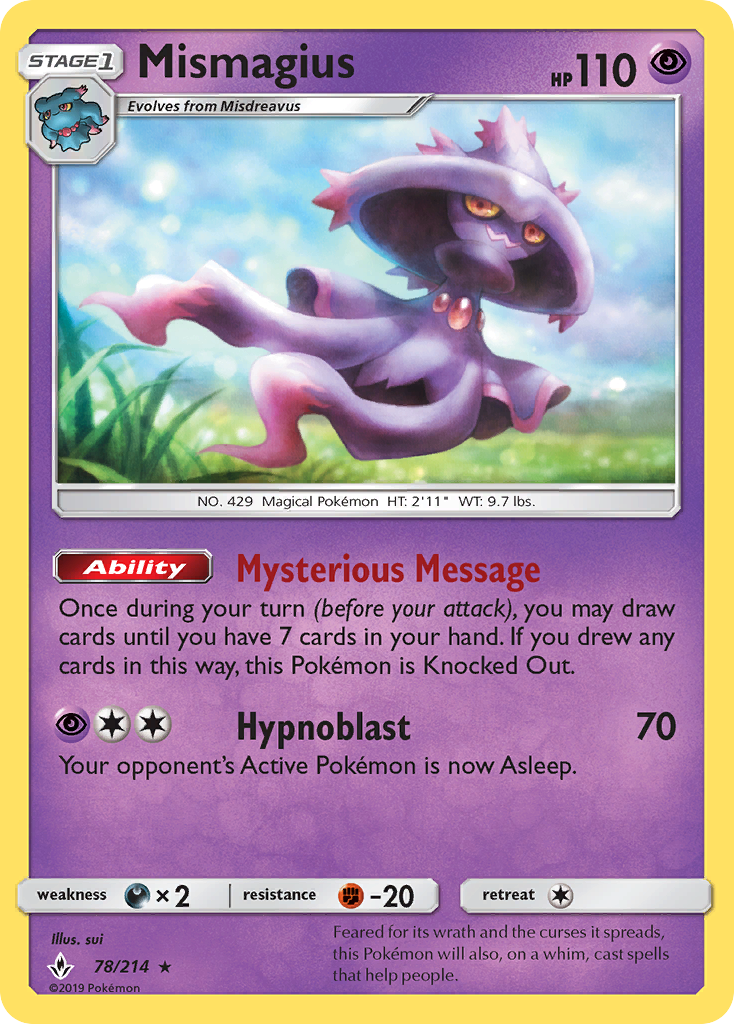 STAGE1
Mismagius
HP 110
Evolves from Misdreavus
NO. 429 Magical Pokémon HT: 2'11" WT: 9.7 lbs.
Ability Mysterious Message
Once during your turn (before your attack), you may draw
cards until you have 7 cards in your hand. If you drew any
cards in this way, this Pokémon is Knocked Out.
Hypnoblast 70
Your opponent's Active Pokémon is now Asleep.
weakness ×2 resistance -20 retreat
Illus. sui
78/214 ★
©2019 Pokémon
Feared for its wrath and the curses it spreads,
this Pokémon will also, on a whim, cast spells
that help people.